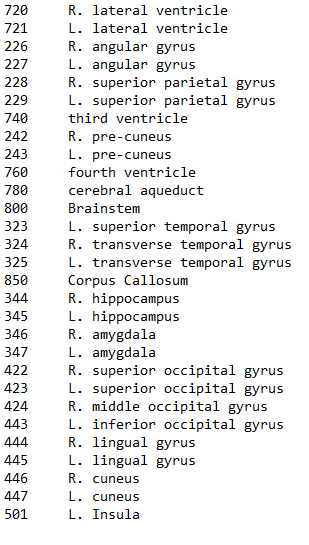 720 R. lateral ventricle
721 L. lateral ventricle
226 R. angular gyrus
227 L. angular gyrus
228 R. superior parietal gyrus
229 L. superior parietal gyrus
740 third ventricle
242 R. pre-cuneus
243 L. pre-cuneus
760 fourth ventricle
780 cerebral aqueduct
800 Brainstem
323 L. superior temporal gyrus
324 R. transverse temporal gyrus
325 L. transverse temporal gyrus
850 Corpus Callosum
344 R. hippocampus
345 L. hippocampus
346 R. amygdala
347 L. amygdala
422 R. superior occipital gyrus
423 L. superior occipital gyrus
424 R. middle occipital gyrus
443 L. inferior occipital gyrus
444 R. lingual gyrus
445 L. lingual gyrus
446 R. cuneus
447 L. cuneus
501 L. Insula